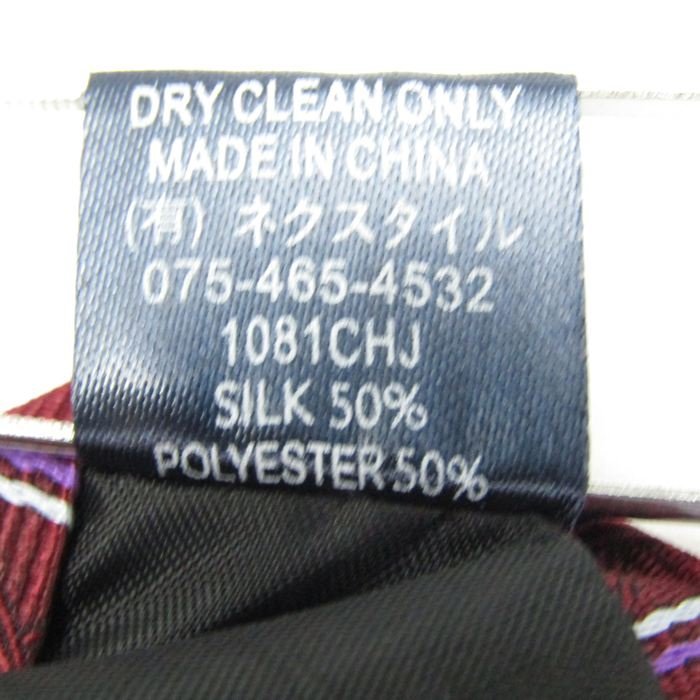 DRY CLEAN ONLY
MADE IN CHINA
(有) ネクスタイル
075-465-4532
1081CHJ
SILK 50%
POLYESTER 50%